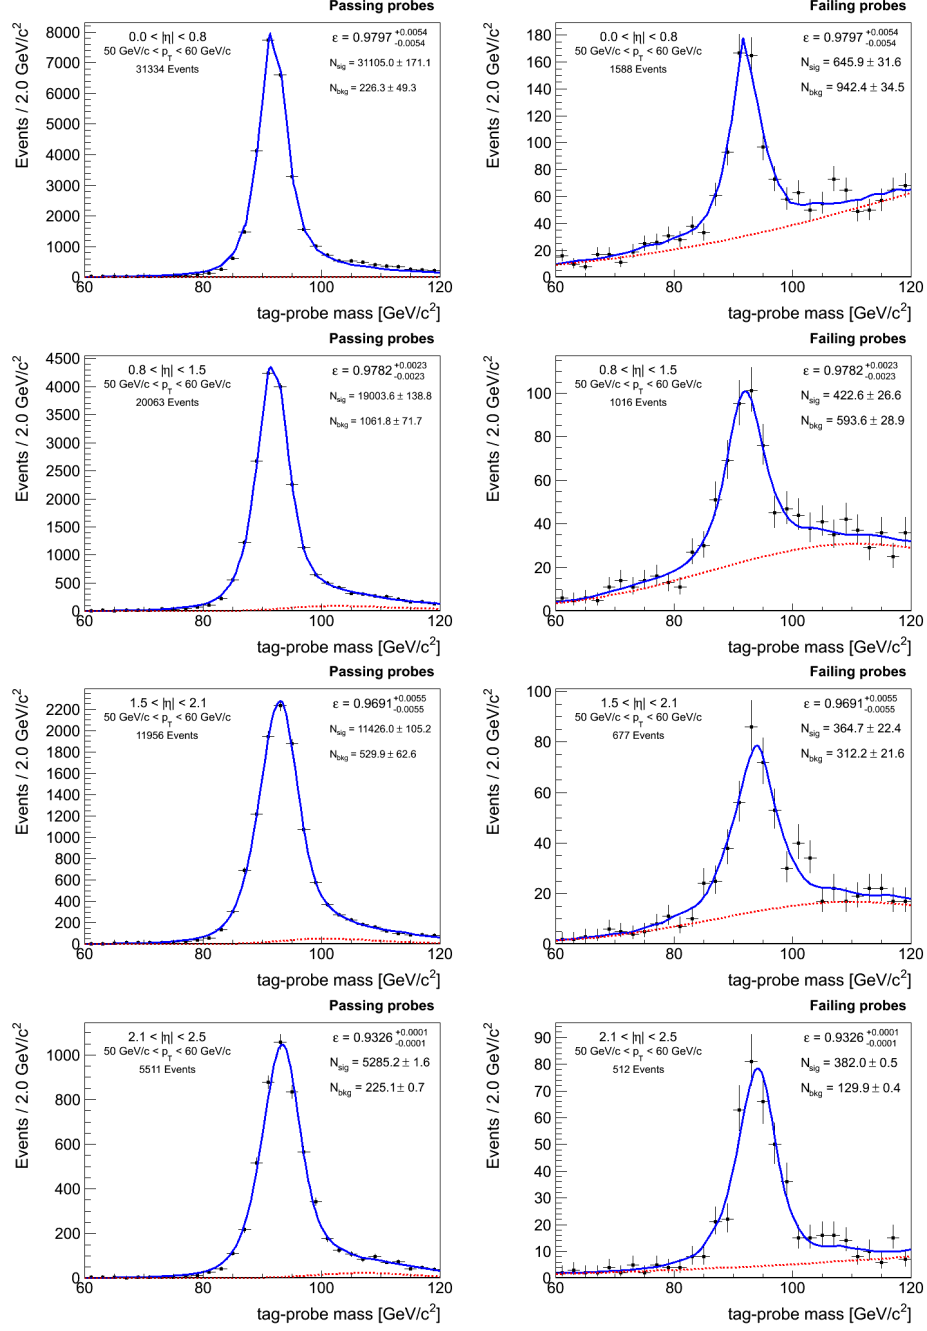 Passing probes
Events / 2.0 GeV/c²
8000
7000
6000
5000
4000
3000
2000
1000
0
0.0 < |η| < 0.8
50 GeV/c < p_T < 60 GeV/c
31334 Events
ε = 0.9797 +0.0054 -0.0054
N_sig = 31105.0 ± 171.1
N_bkg = 226.3 ± 49.3
60 80 100 120
tag-probe mass [GeV/c²]
Failing probes
Events / 2.0 GeV/c²
180
160
140
120
100
80
60
40
20
0
0.0 < |η| < 0.8
50 GeV/c < p_T < 60 GeV/c
1588 Events
ε = 0.9797 +0.0054 -0.0054
N_sig = 645.9 ± 31.6
N_bkg = 942.4 ± 34.5
60 80 100 120
tag-probe mass [GeV/c²]
Passing probes
Events / 2.0 GeV/c²
4500
4000
3500
3000
2500
2000
1500
1000
500
0
0.8 < |η| < 1.5
50 GeV/c < p_T < 60 GeV/c
20063 Events
ε = 0.9782 +0.0023 -0.0023
N_sig = 19003.6 ± 138.8
N_bkg = 1061.8 ± 71.7
60 80 100 120
tag-probe mass [GeV/c²]
Failing probes
Events / 2.0 GeV/c²
100
80
60
40
20
0
0.8 < |η| < 1.5
50 GeV/c < p_T < 60 GeV/c
1016 Events
ε = 0.9782 +0.0023 -0.0023
N_sig = 422.6 ± 26.6
N_bkg = 593.6 ± 28.9
60 80 100 120
tag-probe mass [GeV/c²]
Passing probes
Events / 2.0 GeV/c²
2200
2000
1800
1600
1400
1200
1000
800
600
400
200
0
1.5 < |η| < 2.1
50 GeV/c < p_T < 60 GeV/c
11956 Events
ε = 0.9691 +0.0055 -0.0055
N_sig = 11426.0 ± 105.2
N_bkg = 529.9 ± 62.6
60 80 100 120
tag-probe mass [GeV/c²]
Failing probes
Events / 2.0 GeV/c²
100
80
60
40
20
0
1.5 < |η| < 2.1
50 GeV/c < p_T < 60 GeV/c
677 Events
ε = 0.9691 +0.0055 -0.0055
N_sig = 364.7 ± 22.4
N_bkg = 312.2 ± 21.6
60 80 100 120
tag-probe mass [GeV/c²]
Passing probes
Events / 2.0 GeV/c²
1000
800
600
400
200
0
2.1 < |η| < 2.5
50 GeV/c < p_T < 60 GeV/c
5511 Events
ε = 0.9326 +0.0001 -0.0001
N_sig = 5285.2 ± 1.6
N_bkg = 225.1 ± 0.7
60 80 100 120
tag-probe mass [GeV/c²]
Failing probes
Events / 2.0 GeV/c²
90
80
70
60
50
40
30
20
10
0
2.1 < |η| < 2.5
50 GeV/c < p_T < 60 GeV/c
512 Events
ε = 0.9326 +0.0001 -0.0001
N_sig = 382.0 ± 0.5
N_bkg = 129.9 ± 0.4
60 80 100 120
tag-probe mass [GeV/c²]